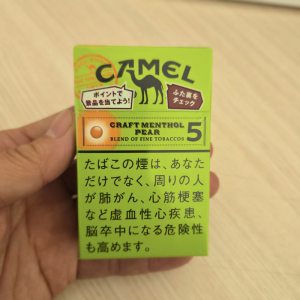 CAMEL
ポイントで
景品を当てよう!
ふた裏を
チェック
CRAFT MENTHOL
PEAR
5
BLEND OF FINE TOBACCOS
たばこの煙は、あなた
だけでなく、周りの人
が肺がん、心筋梗塞
など虚血性心疾患、
脳卒中になる危険性
も高めます。